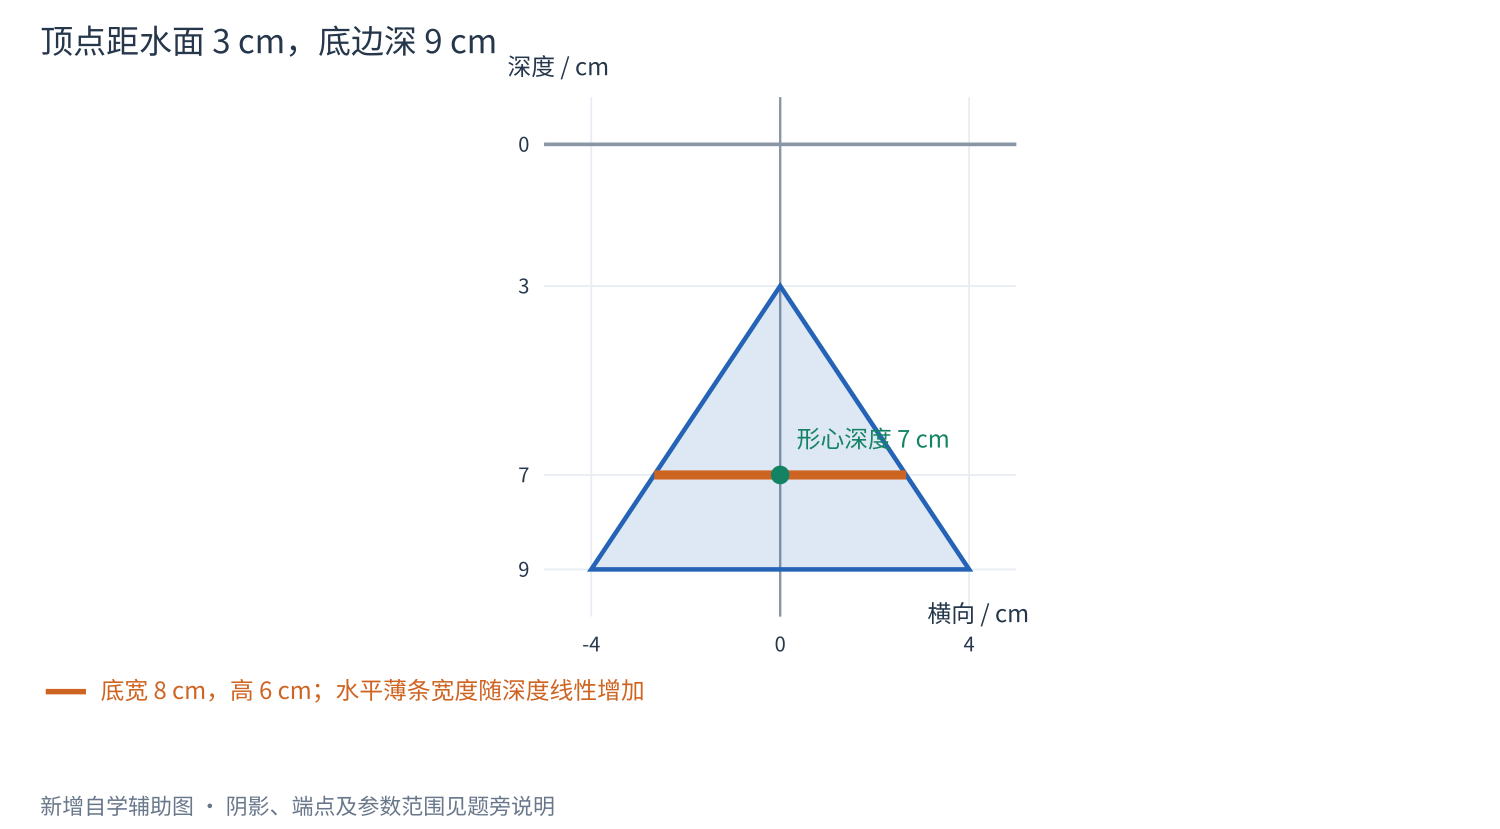 顶点距水面 3 cm，底边深 9 cm
深度 / cm
0
3
形心深度 7 cm
7
9
横向 / cm
-4 0 4
底宽 8 cm，高 6 cm；水平薄条宽度随深度线性增加
新增自学辅助图 · 阴影、端点及参数范围见题旁说明